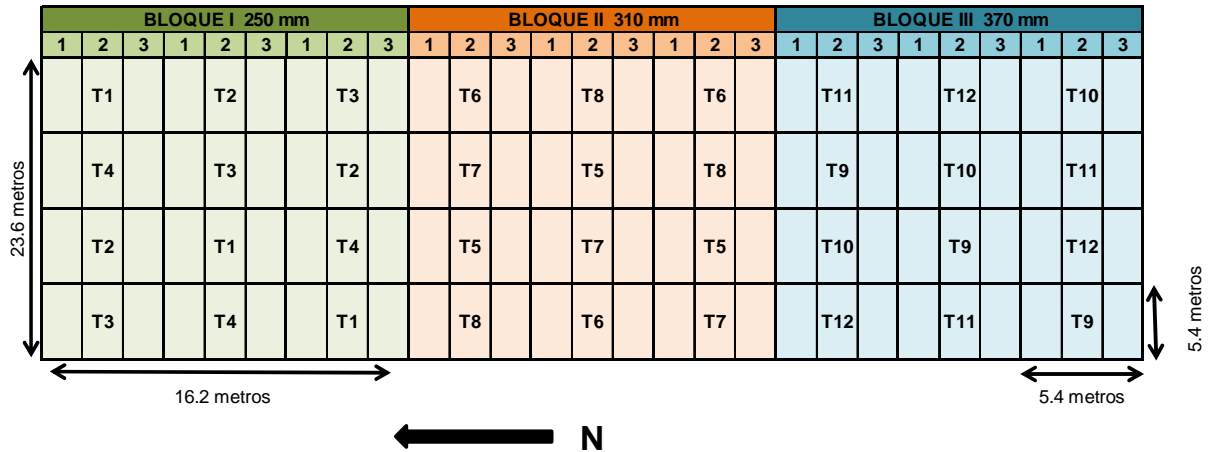 BLOQUE I 250 mm BLOQUE II 310 mm BLOQUE III 370 mm
1 2 3 1 2 3 1 2 3 1 2 3 1 2 3 1 2 3 1 2 3 1 2 3 1 2 3
T1 T2 T3 T6 T8 T6 T11 T12 T10
T4 T3 T2 T7 T5 T8 T9 T10 T11
T2 T1 T4 T5 T7 T5 T10 T9 T12
T3 T4 T1 T8 T6 T7 T12 T11 T9
23.6 metros
5.4 metros
16.2 metros 5.4 metros
N